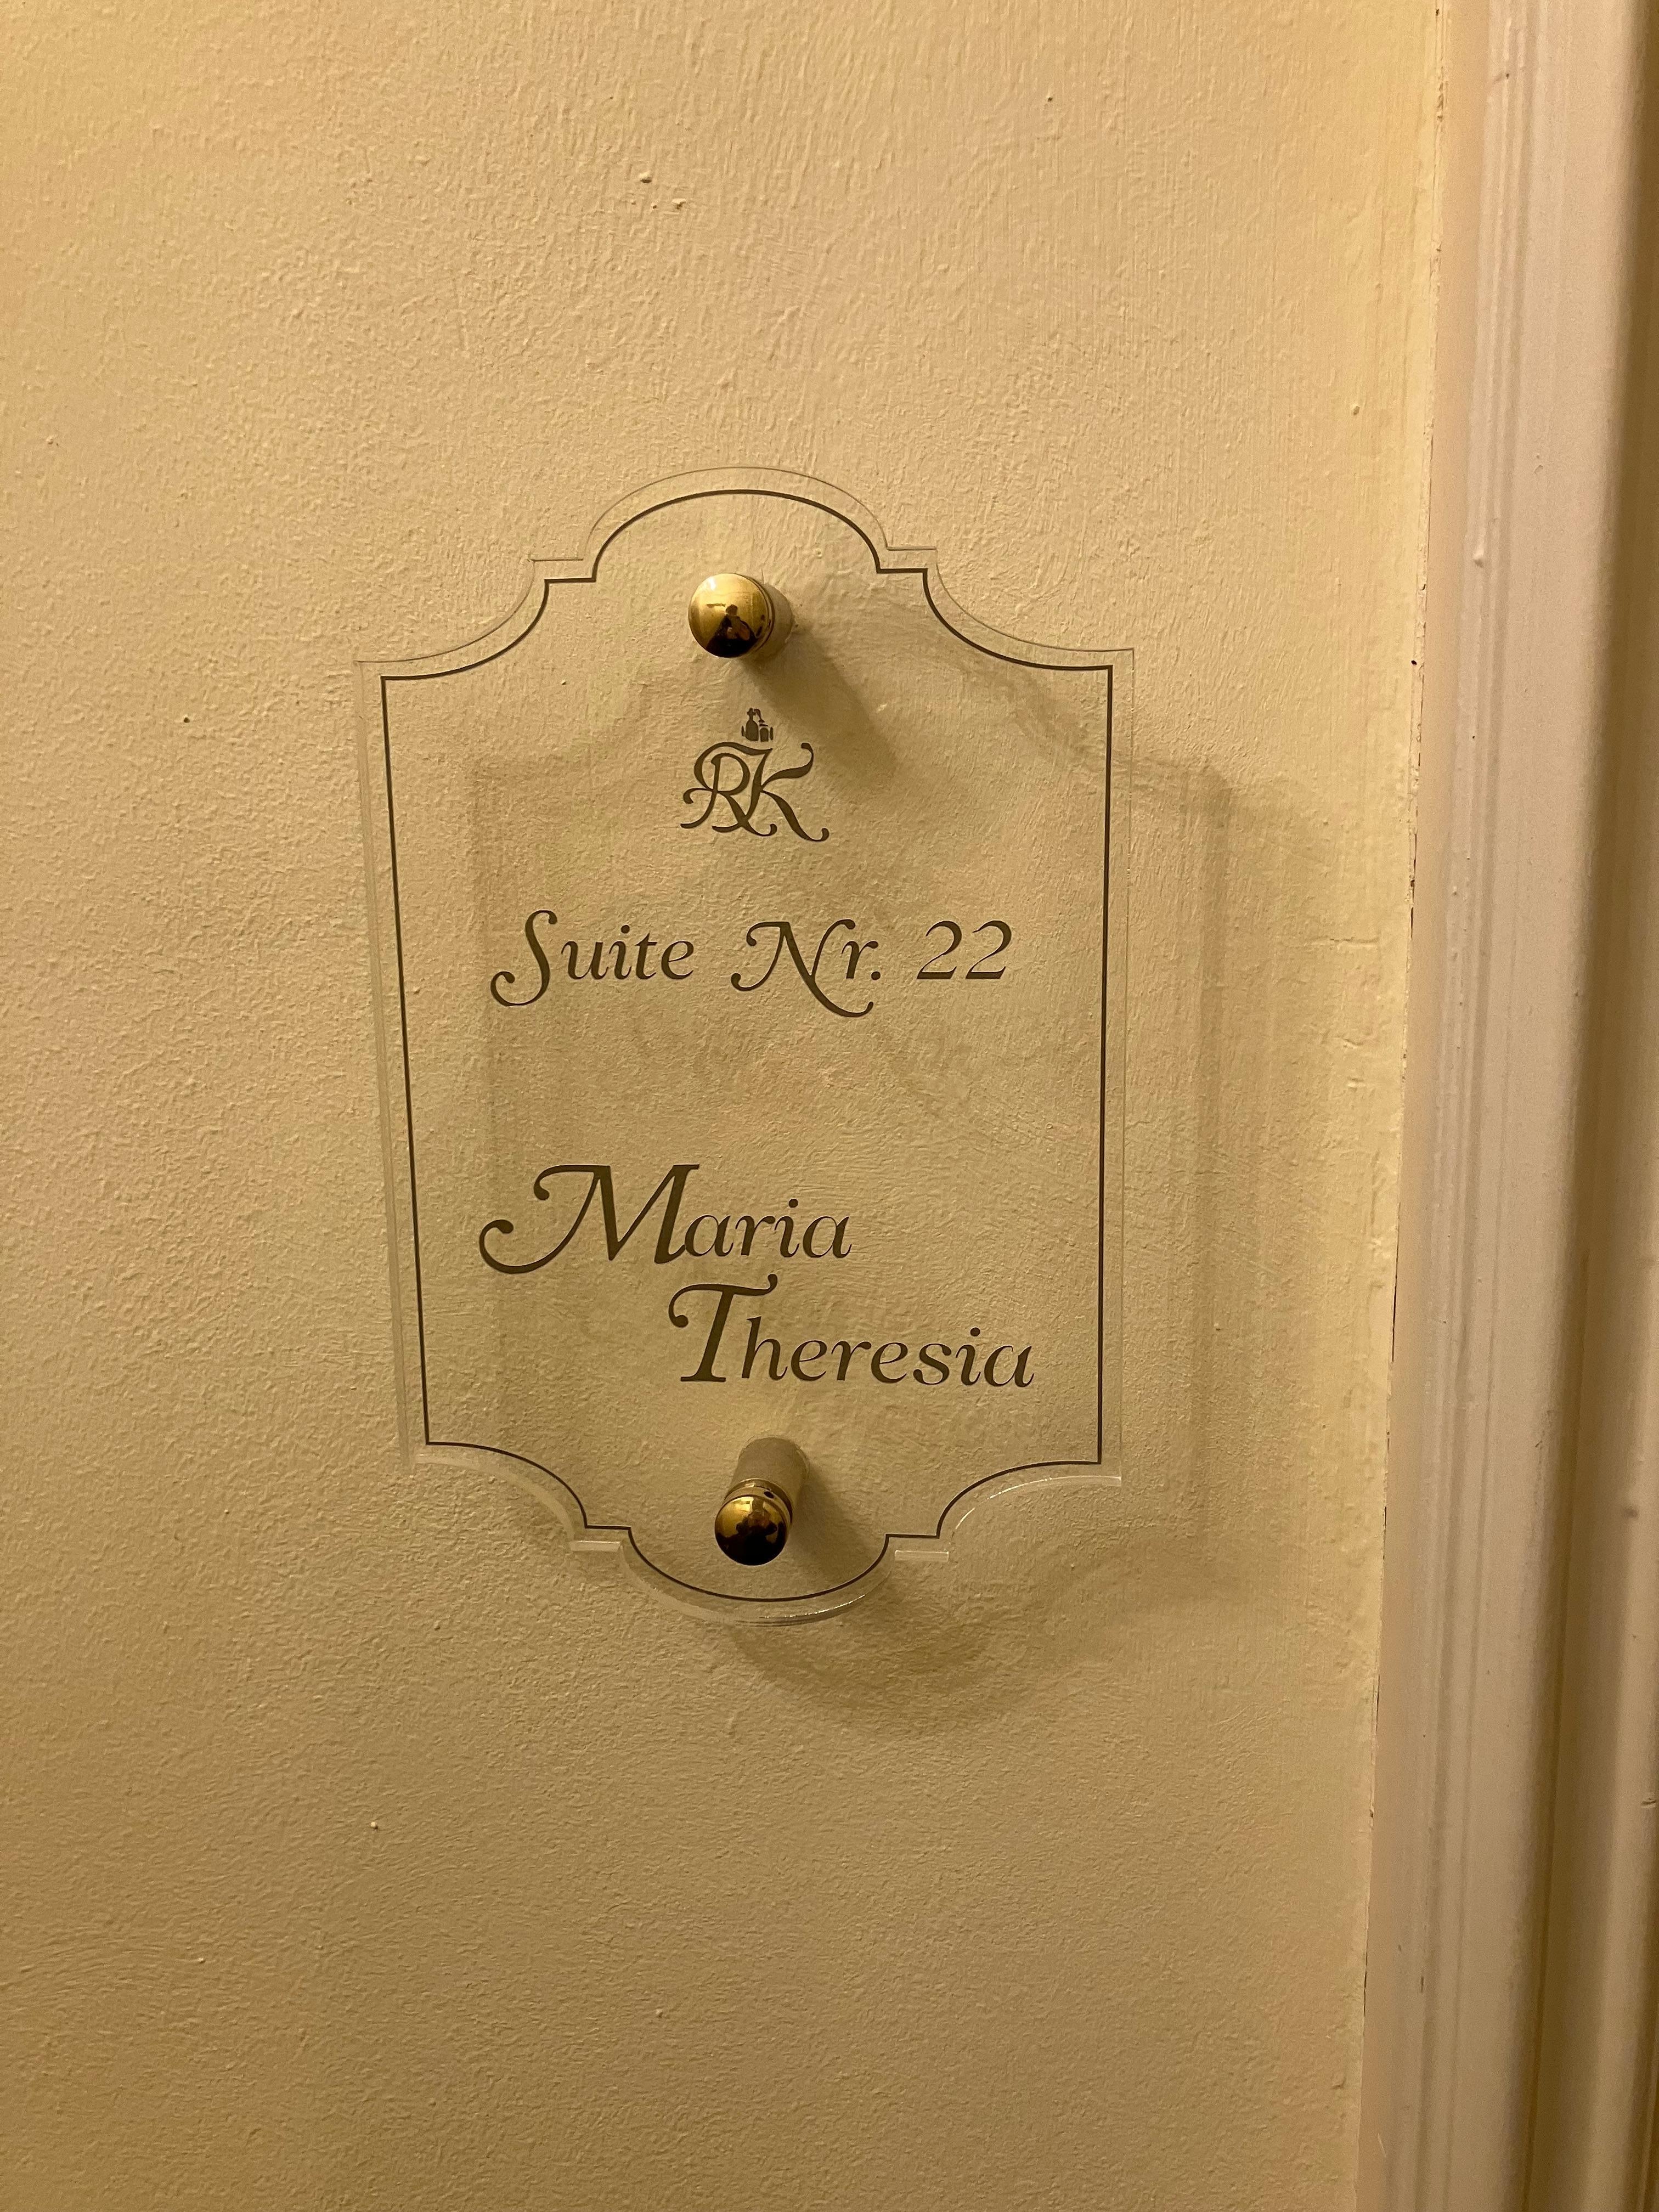 RK
Suite Nr. 22
Maria
Theresia